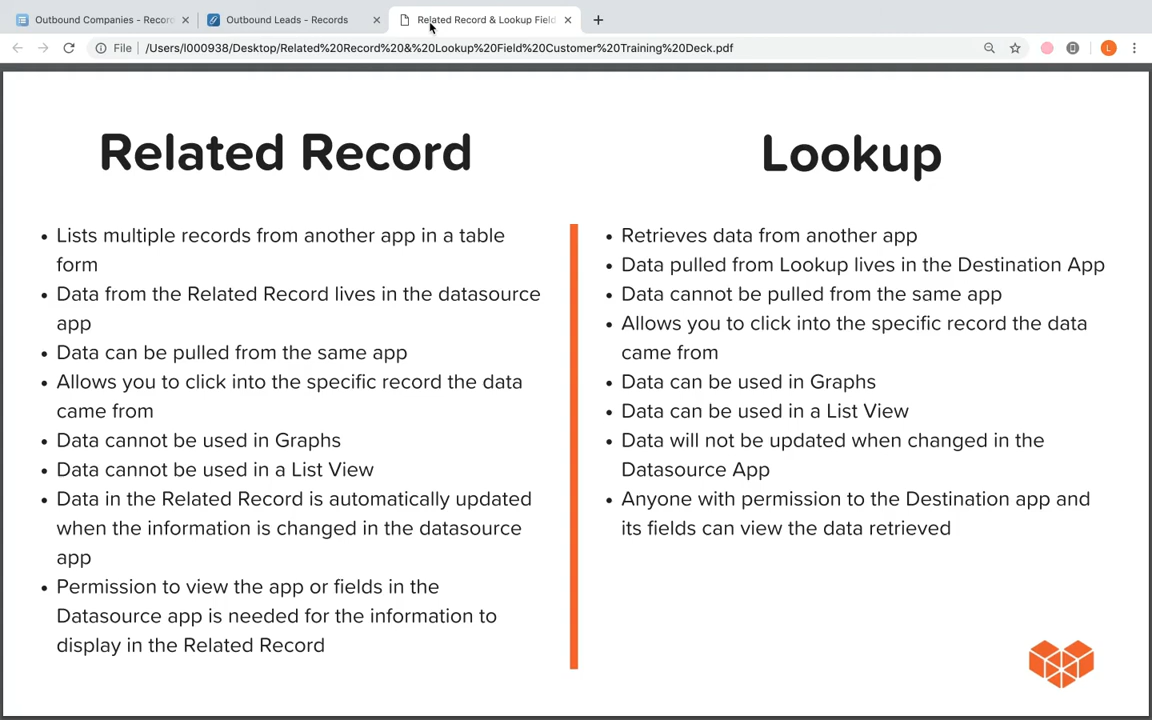 Outbound Companies - Record
Outbound Leads - Records
Related Record & Lookup Field
File
/Users/l000938/Desktop/Related%20Record%20&%20Lookup%20Field%20Customer%20Training%20Deck.pdf
L
Related Record
• Lists multiple records from another app in a table
form
• Data from the Related Record lives in the datasource
app
• Data can be pulled from the same app
• Allows you to click into the specific record the data
came from
• Data cannot be used in Graphs
• Data cannot be used in a List View
• Data in the Related Record is automatically updated
when the information is changed in the datasource
app
• Permission to view the app or fields in the
Datasource app is needed for the information to
display in the Related Record
Lookup
• Retrieves data from another app
• Data pulled from Lookup lives in the Destination App
• Data cannot be pulled from the same app
• Allows you to click into the specific record the data
came from
• Data can be used in Graphs
• Data can be used in a List View
• Data will not be updated when changed in the
Datasource App
• Anyone with permission to the Destination app and
its fields can view the data retrieved